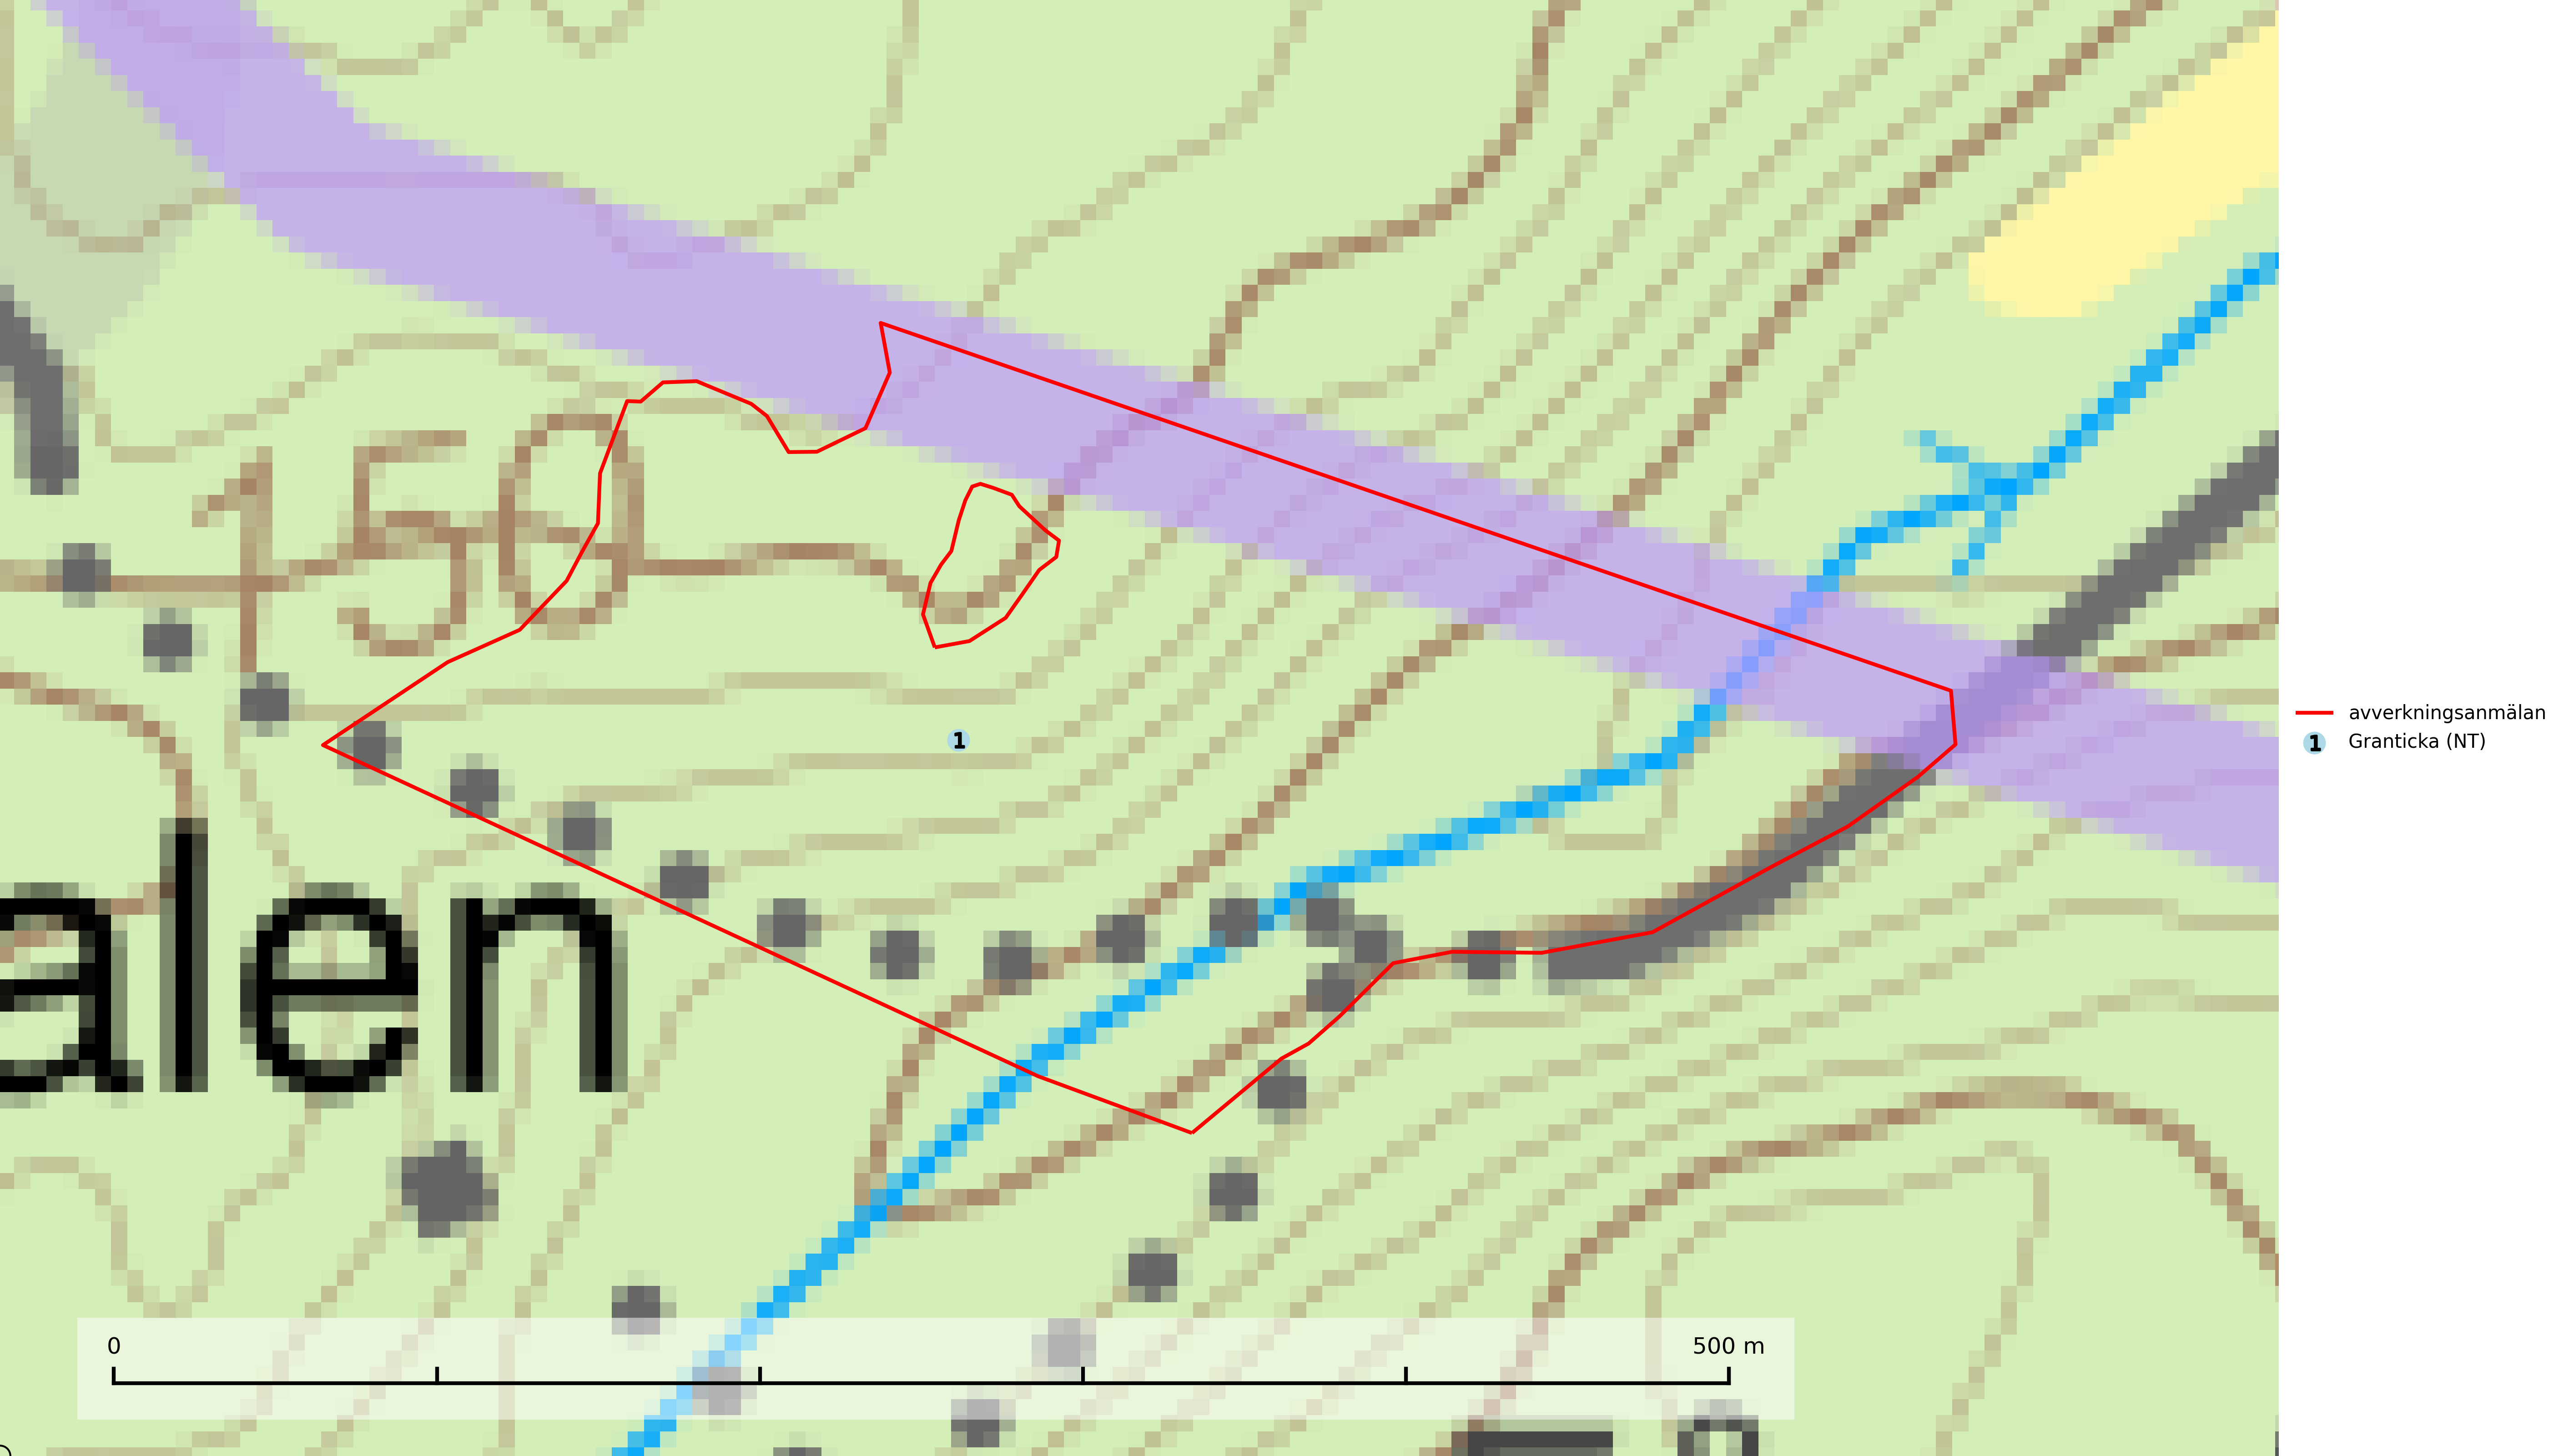 150
1
alen
0 500 m
avverkningsanmälan
1 Granticka (NT)